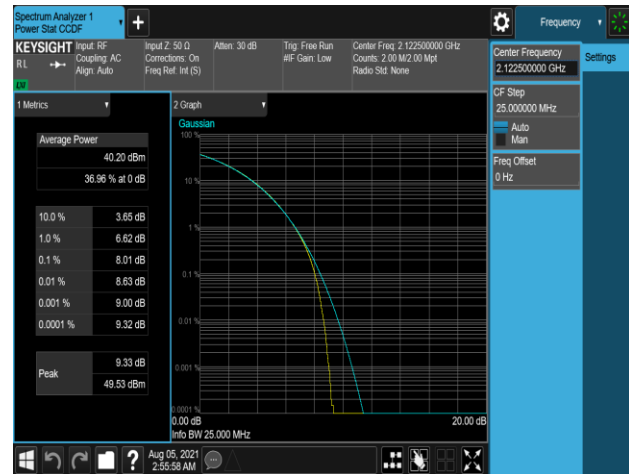 Spectrum Analyzer 1
Power Stat CCDF
+
Frequency
KEYSIGHT
RL
Input: RF
Coupling: AC
Align: Auto
Input Z: 50 Ω
Corrections: On
Freq Ref: Int (S)
Atten: 30 dB
Trig: Free Run
#IF Gain: Low
Center Freq: 2.122500000 GHz
Counts: 2.00 M/2.00 Mpt
Radio Std: None
Center Frequency
2.122500000 GHz
Settings
CF Step
25.000000 MHz
Auto
Man
Freq Offset
0 Hz
1 Metrics
Average Power
40.20 dBm
36.96 % at 0 dB
10.0 % 3.65 dB
1.0 % 6.62 dB
0.1 % 8.01 dB
0.01 % 8.63 dB
0.001 % 9.00 dB
0.0001 % 9.32 dB
Peak
9.33 dB
49.53 dBm
2 Graph
Gaussian
100 %
10 %
1 %
0.1 %
0.01 %
0.001 %
0.0001 %
0.00 dB
20.00 dB
Info BW 25.000 MHz
?
Aug 05, 2021
2:55:58 AM